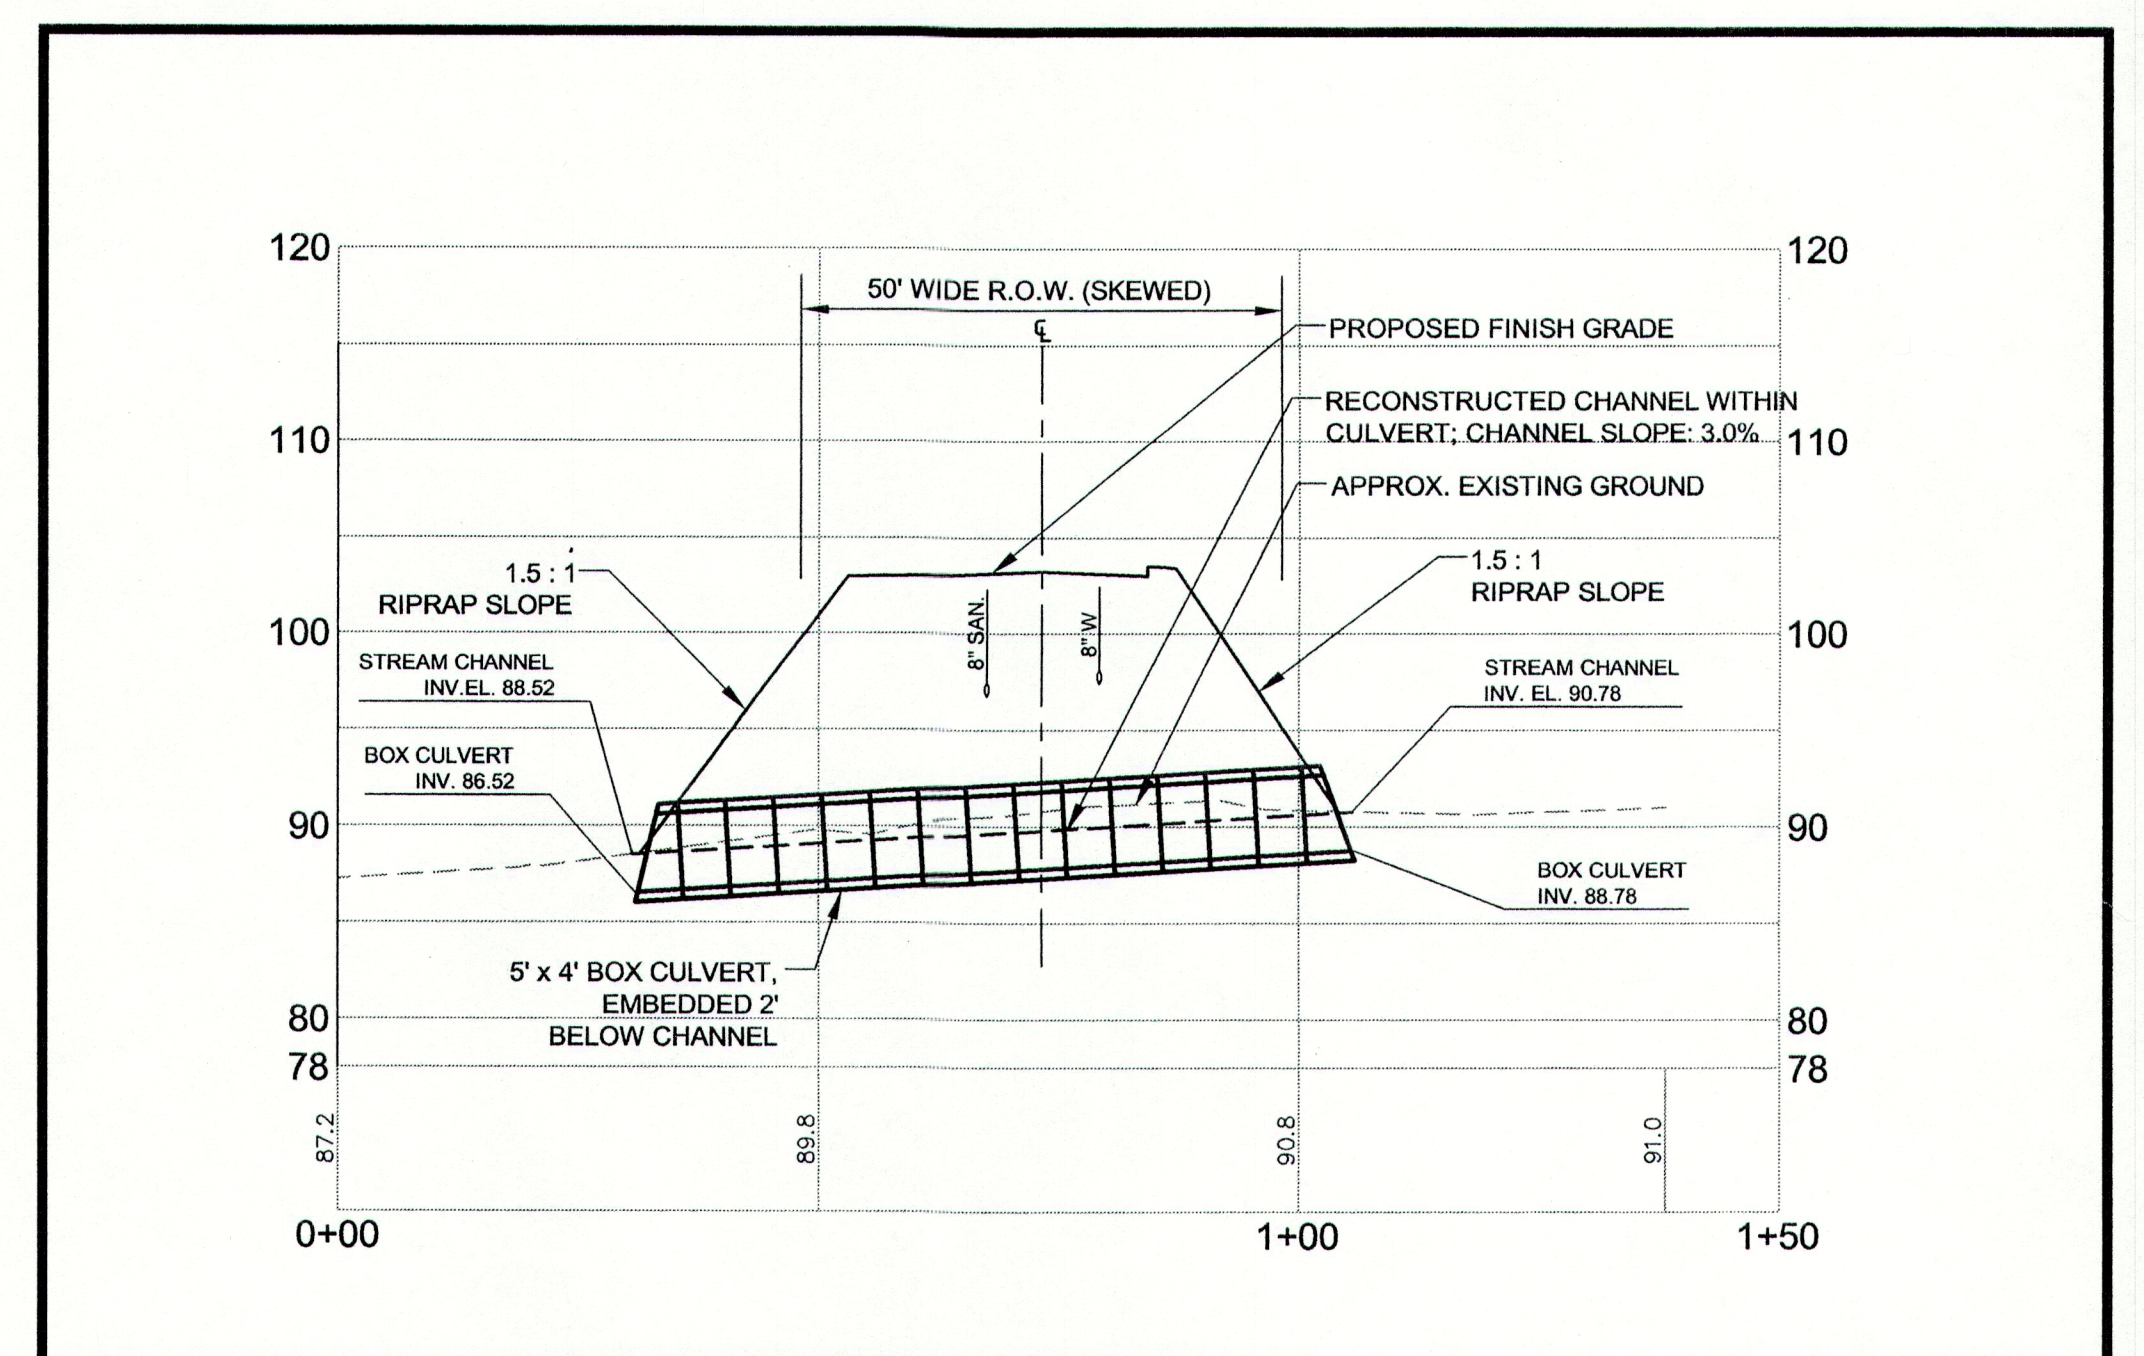 120
120
50' WIDE R.O.W. (SKEWED)
℄
PROPOSED FINISH GRADE
RECONSTRUCTED CHANNEL WITHIN
CULVERT; CHANNEL SLOPE: 3.0%
110
110
APPROX. EXISTING GROUND
1.5 : 1
RIPRAP SLOPE
1.5 : 1
RIPRAP SLOPE
8" SAN.
8" W
100
100
STREAM CHANNEL
INV.EL. 88.52
STREAM CHANNEL
INV. EL. 90.78
BOX CULVERT
INV. 86.52
90
90
BOX CULVERT
INV. 88.78
5' x 4' BOX CULVERT,
EMBEDDED 2'
BELOW CHANNEL
80
80
78
78
87.2
89.8
90.8
91.0
0+00
1+00
1+50